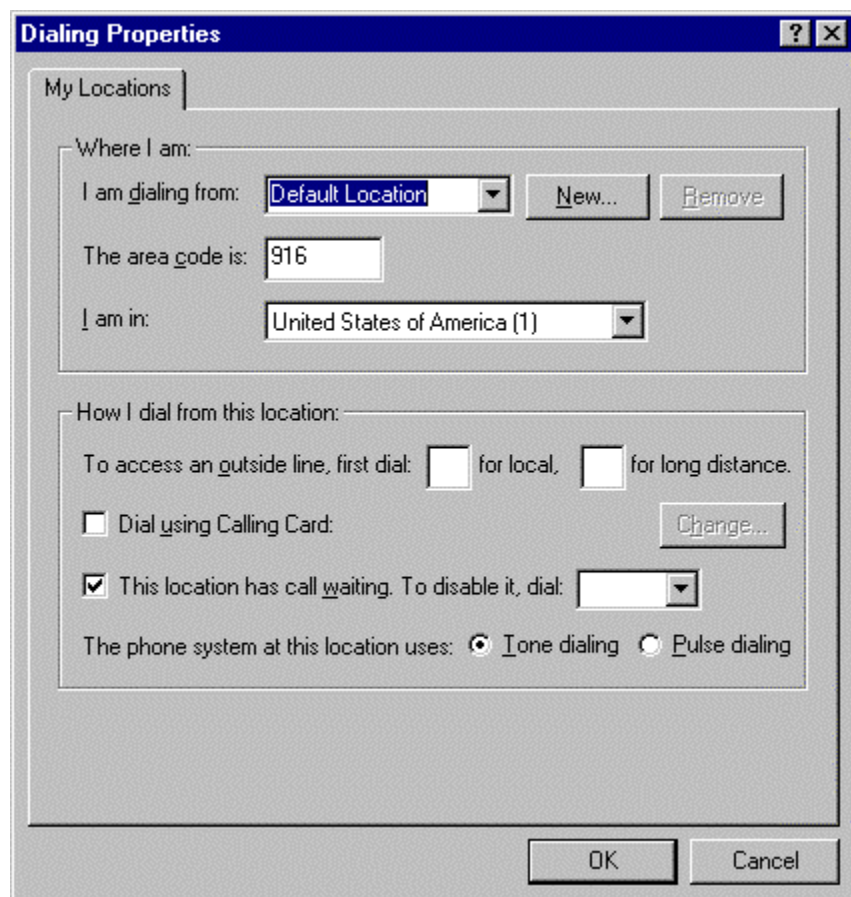 Dialing Properties
My Locations
Where I am:
I am dialing from: Default Location New... Remove
The area code is: 916
I am in: United States of America (1)
How I dial from this location:
To access an outside line, first dial: for local, for long distance.
Dial using Calling Card: Change...
This location has call waiting. To disable it, dial:
The phone system at this location uses: Tone dialing Pulse dialing
OK Cancel